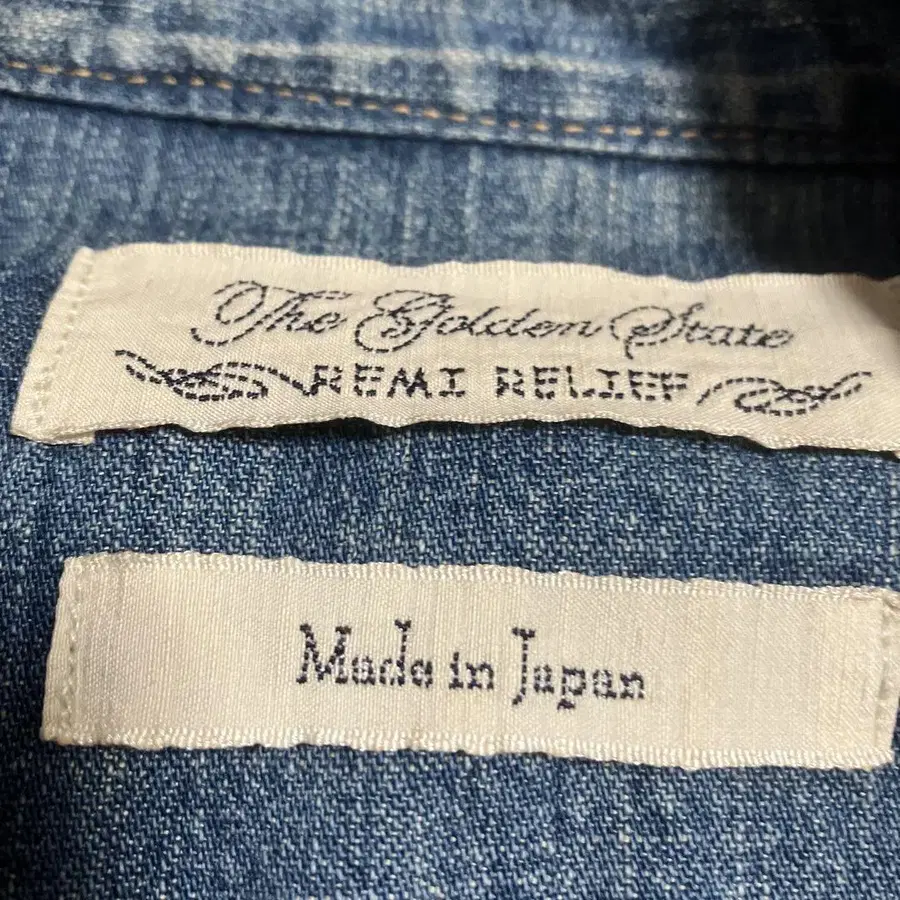 The Golden State
REMI RELIEF
Made in Japan